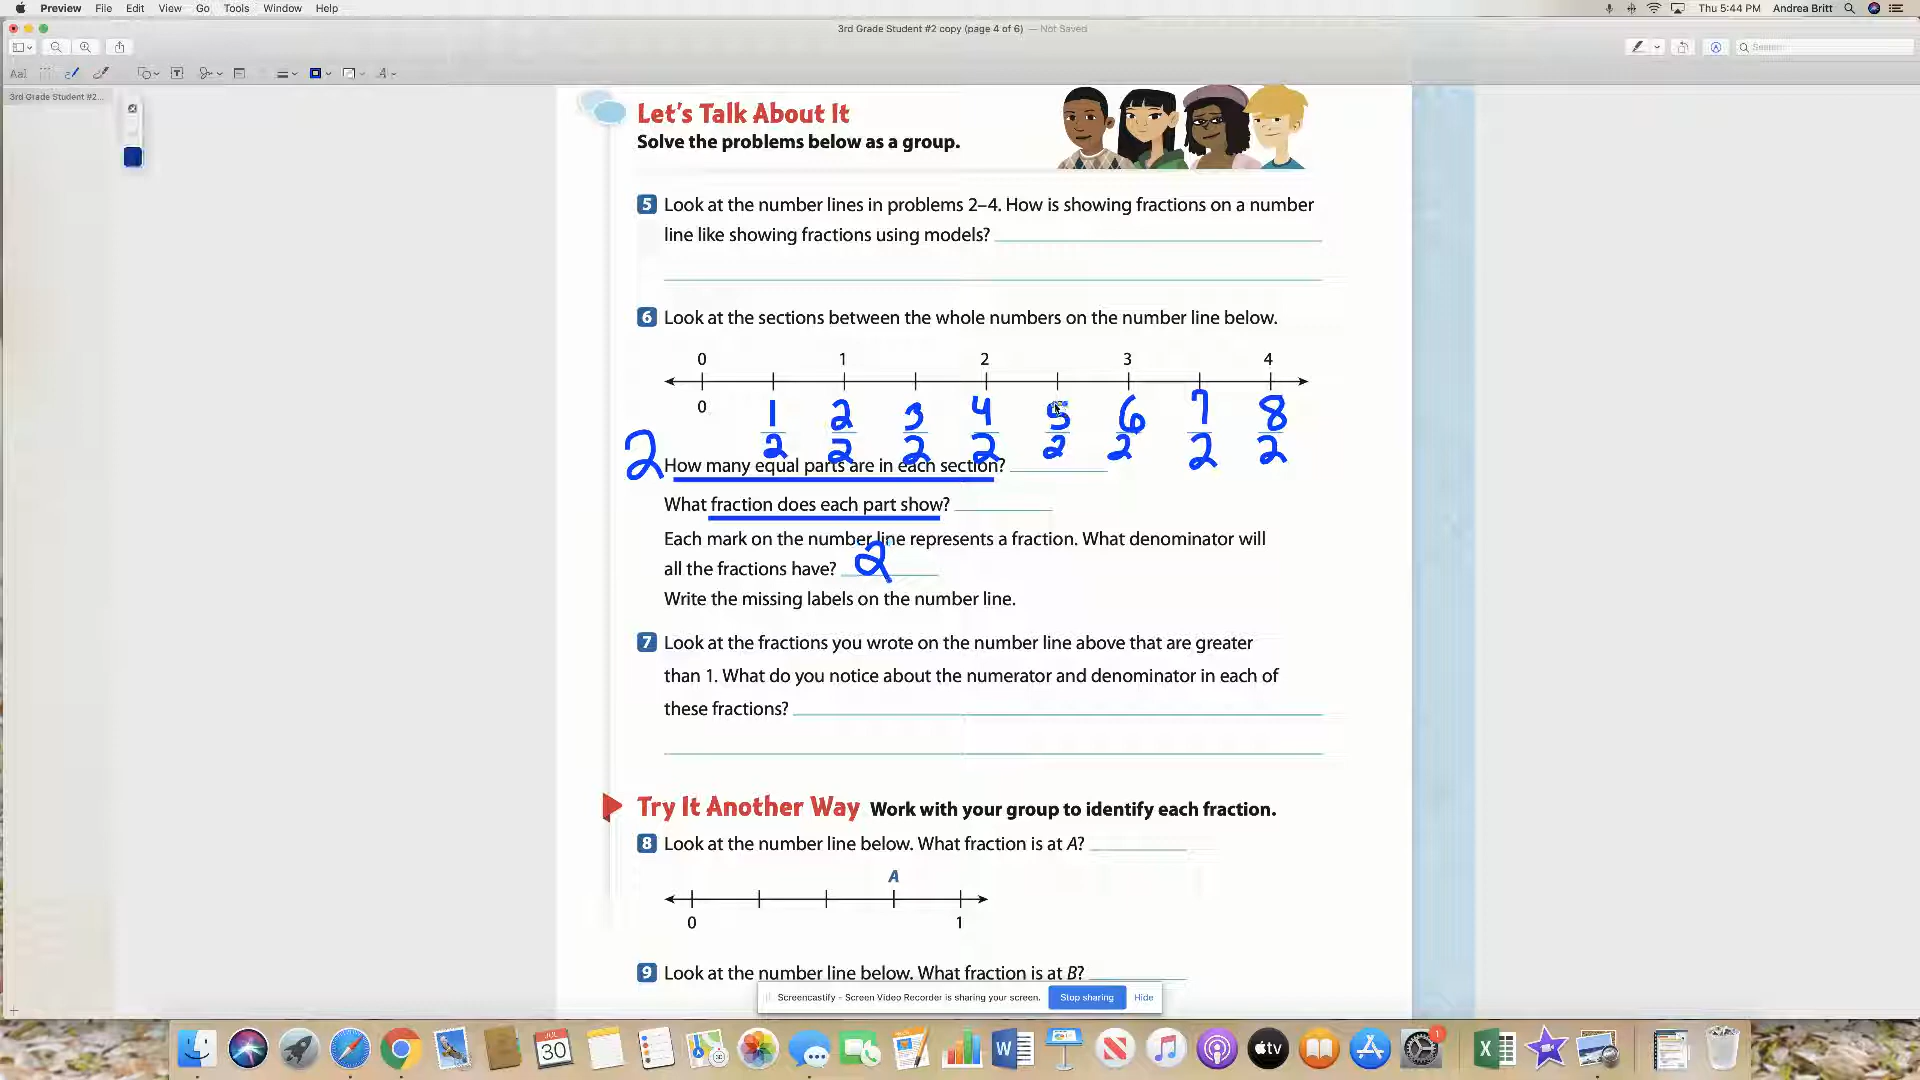 Preview File Edit View Go Tools Window Help Thu 5:44 PM Andrea Britt
3rd Grade Student #2 copy (page 4 of 6) — Not Saved
Search
3rd Grade Student #2...
Let's Talk About It
Solve the problems below as a group.
5 Look at the number lines in problems 2–4. How is showing fractions on a number
line like showing fractions using models?
6 Look at the sections between the whole numbers on the number line below.
0 1 2 3 4
0 1/2 2/2 3/2 4/2 5/2 6/2 7/2 8/2
2 How many equal parts are in each section?
What fraction does each part show?
Each mark on the number line represents a fraction. What denominator will
all the fractions have? 2
Write the missing labels on the number line.
7 Look at the fractions you wrote on the number line above that are greater
than 1. What do you notice about the numerator and denominator in each of
these fractions?
Try It Another Way Work with your group to identify each fraction.
8 Look at the number line below. What fraction is at A?
A
0 1
9 Look at the number line below. What fraction is at B?
Screencastify - Screen Video Recorder is sharing your screen. Stop sharing Hide
JUL
30
tv
1